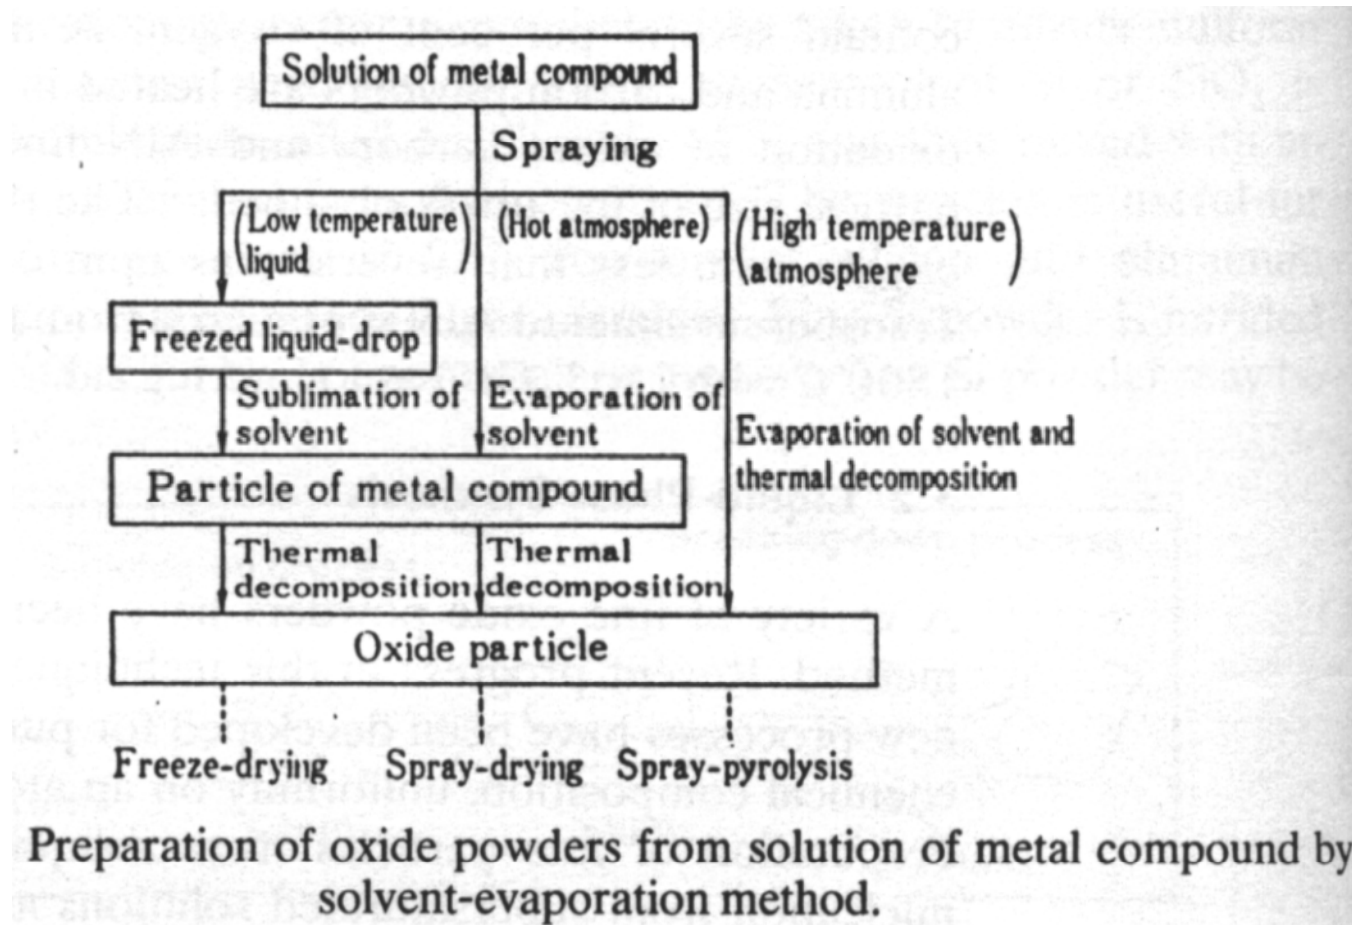 Solution of metal compound
Spraying
(Low temperature
liquid)
(Hot atmosphere)
(High temperature
atmosphere)
Freezed liquid-drop
Sublimation of
solvent
Evaporation of
solvent
Evaporation of solvent and
thermal decomposition
Particle of metal compound
Thermal
decomposition
Thermal
decomposition
Oxide particle
Freeze-drying
Spray-drying
Spray-pyrolysis
Preparation of oxide powders from solution of metal compound by
solvent-evaporation method.